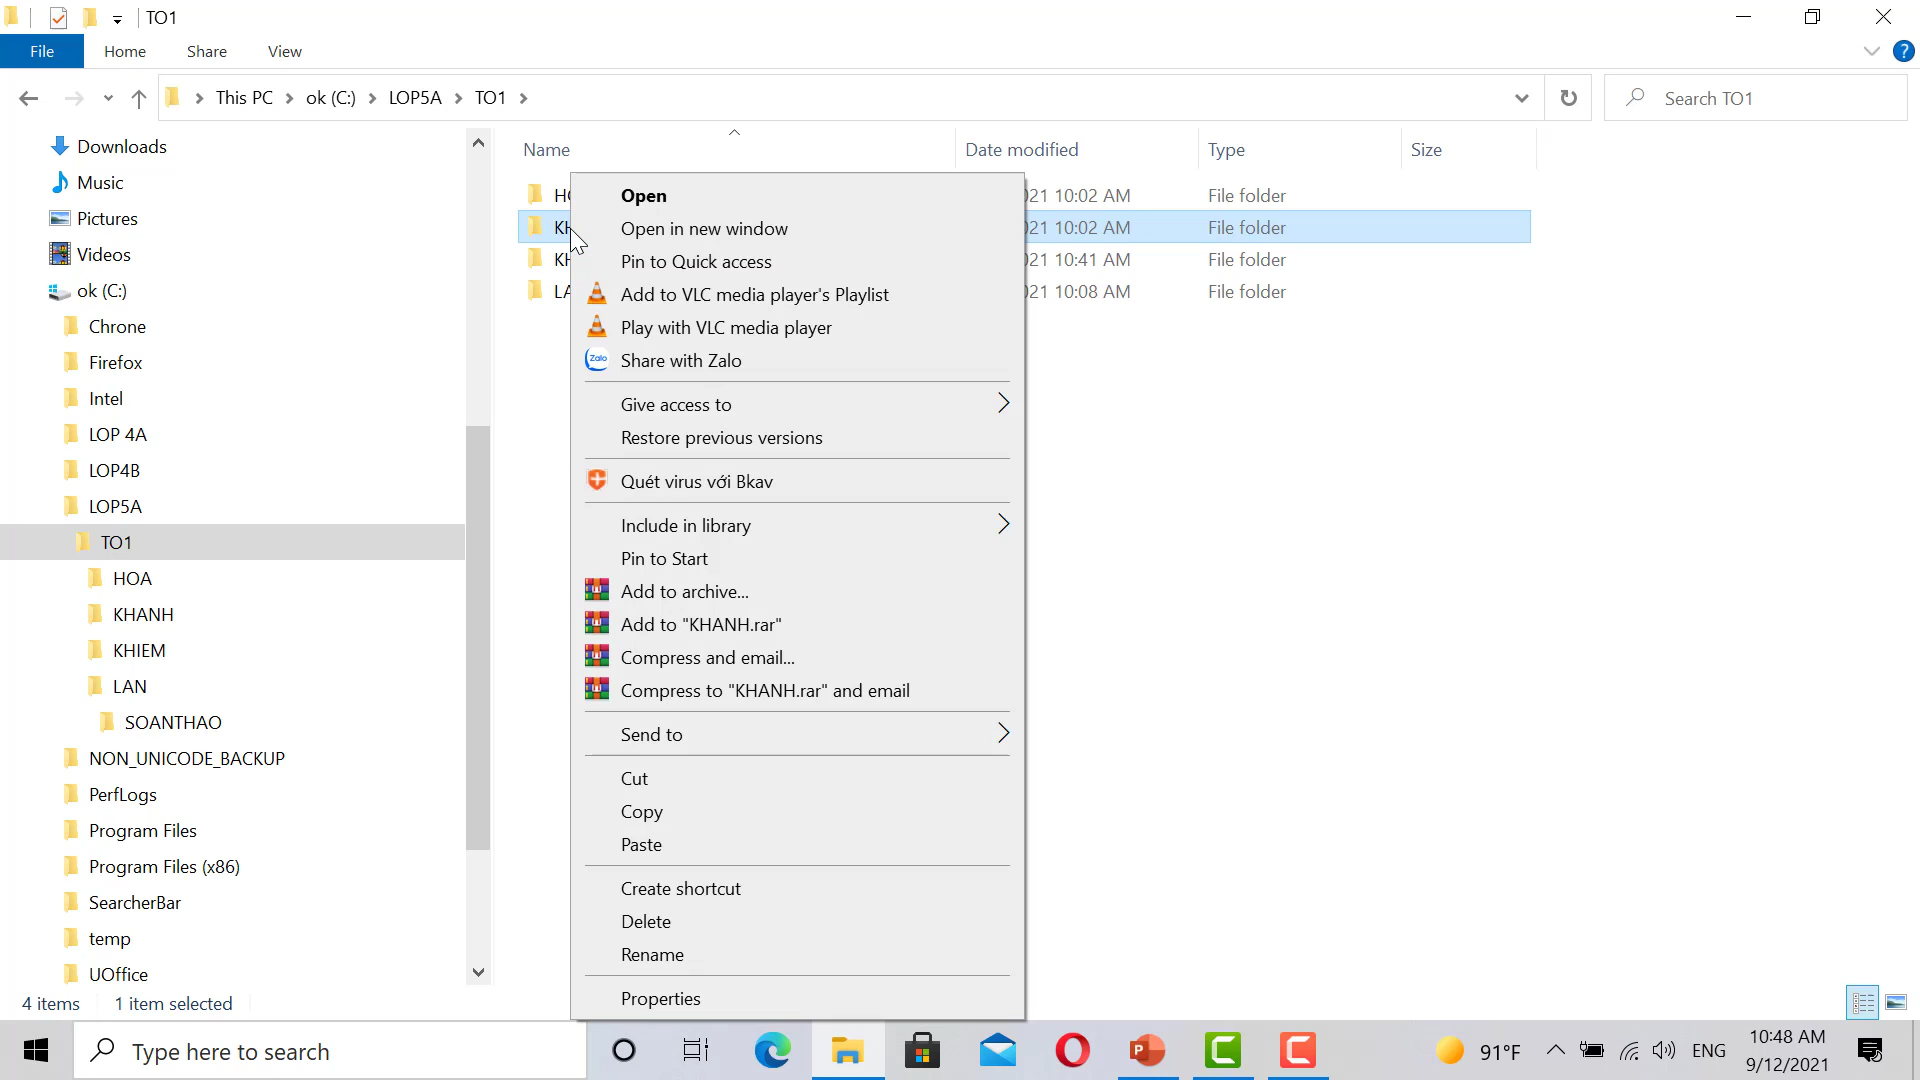 TO1
File Home Share View
This PC ok (C:) LOP5A TO1
Search TO1
Downloads
Music
Pictures
Videos
ok (C:)
Chrone
Firefox
Intel
LOP 4A
LOP4B
LOP5A
TO1
HOA
KHANH
KHIEM
LAN
SOANTHAO
NON_UNICODE_BACKUP
PerfLogs
Program Files
Program Files (x86)
SearcherBar
temp
UOffice
Name Date modified Type Size
10:02 AM File folder
10:02 AM File folder
10:41 AM File folder
10:08 AM File folder
Open
Open in new window
Pin to Quick access
Add to VLC media player's Playlist
Play with VLC media player
Zalo Share with Zalo
Give access to
Restore previous versions
Quét virus với Bkav
Include in library
Pin to Start
Add to archive...
Add to "KHANH.rar"
Compress and email...
Compress to "KHANH.rar" and email
Send to
Cut
Copy
Paste
Create shortcut
Delete
Rename
Properties
4 items 1 item selected
Type here to search
91°F
ENG
10:48 AM
9/12/2021